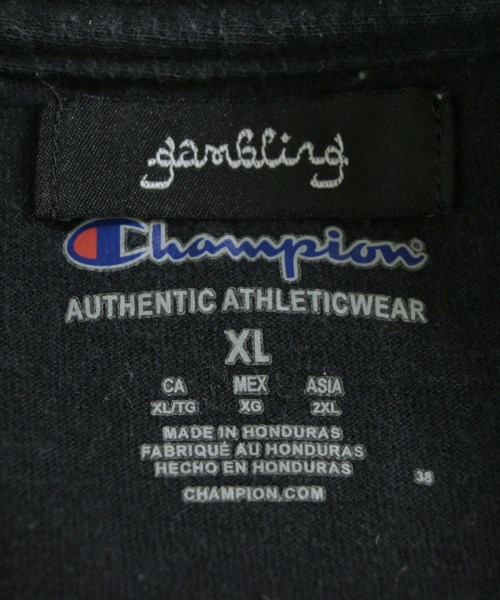 gambling
Champion®
AUTHENTIC ATHLETICWEAR
XL
CA MEX ASIA
XL/TG XG 2XL
MADE IN HONDURAS
FABRIQUÉ AU HONDURAS
HECHO EN HONDURAS
38
CHAMPION.COM